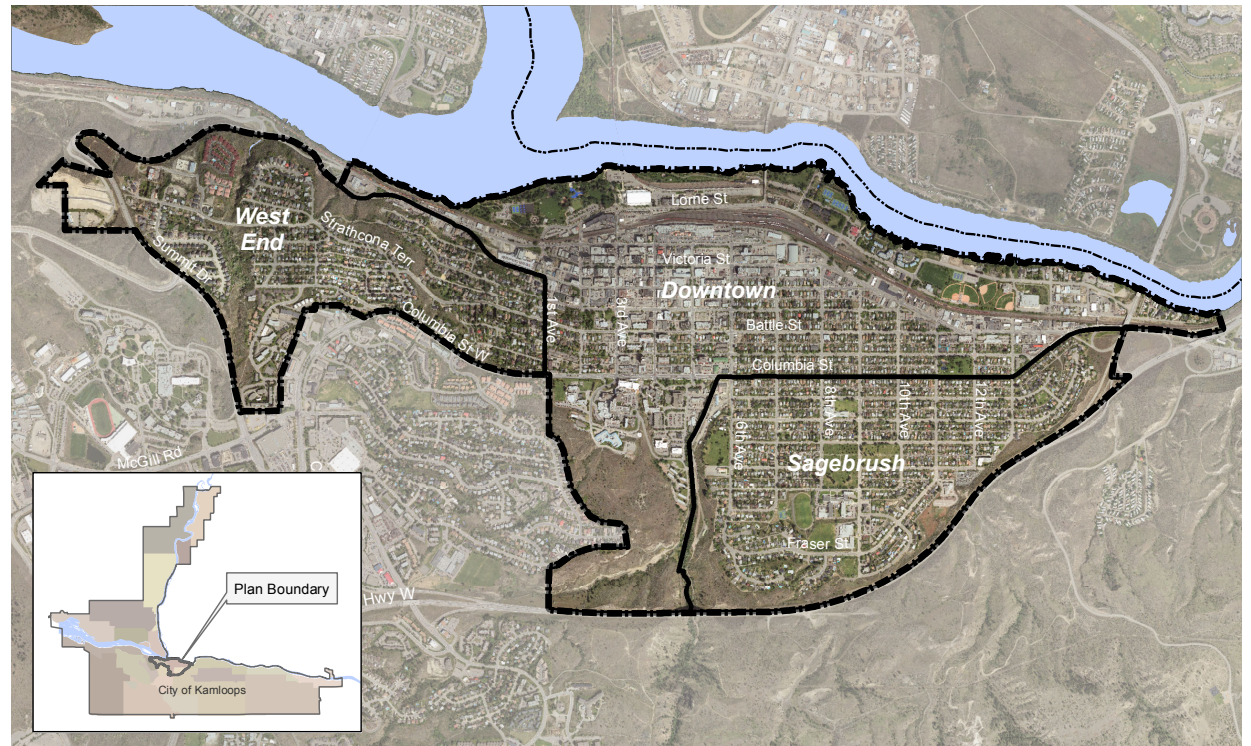 Lorne St
West
End
Strathcona Terr
Summit Dr
Victoria St
Downtown
1st Ave
3rd Ave
Columbia St W
Battle St
Columbia St
6th Ave
8th Ave
10th Ave
12th Ave
McGill Rd
Sagebrush
Fraser St
Hwy W
Plan Boundary
City of Kamloops